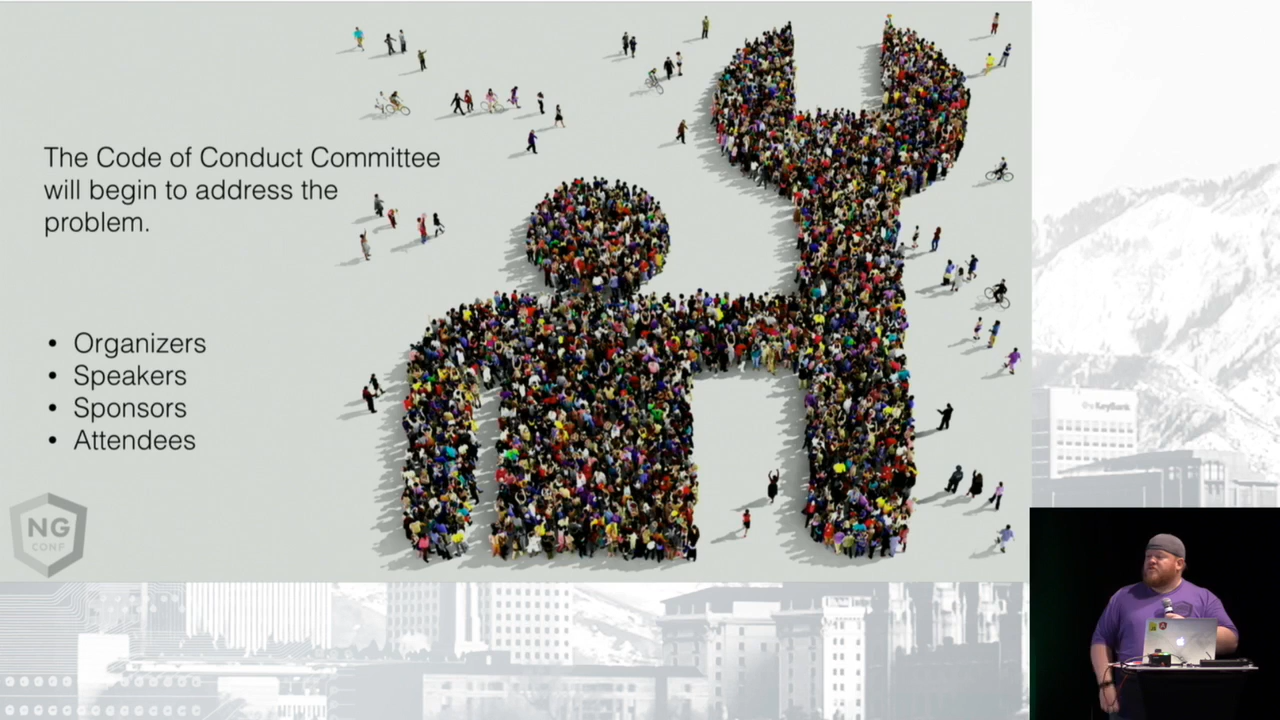 The Code of Conduct Committee
will begin to address the
problem.
• Organizers
• Speakers
• Sponsors
• Attendees
NG
CONF
KeyBank